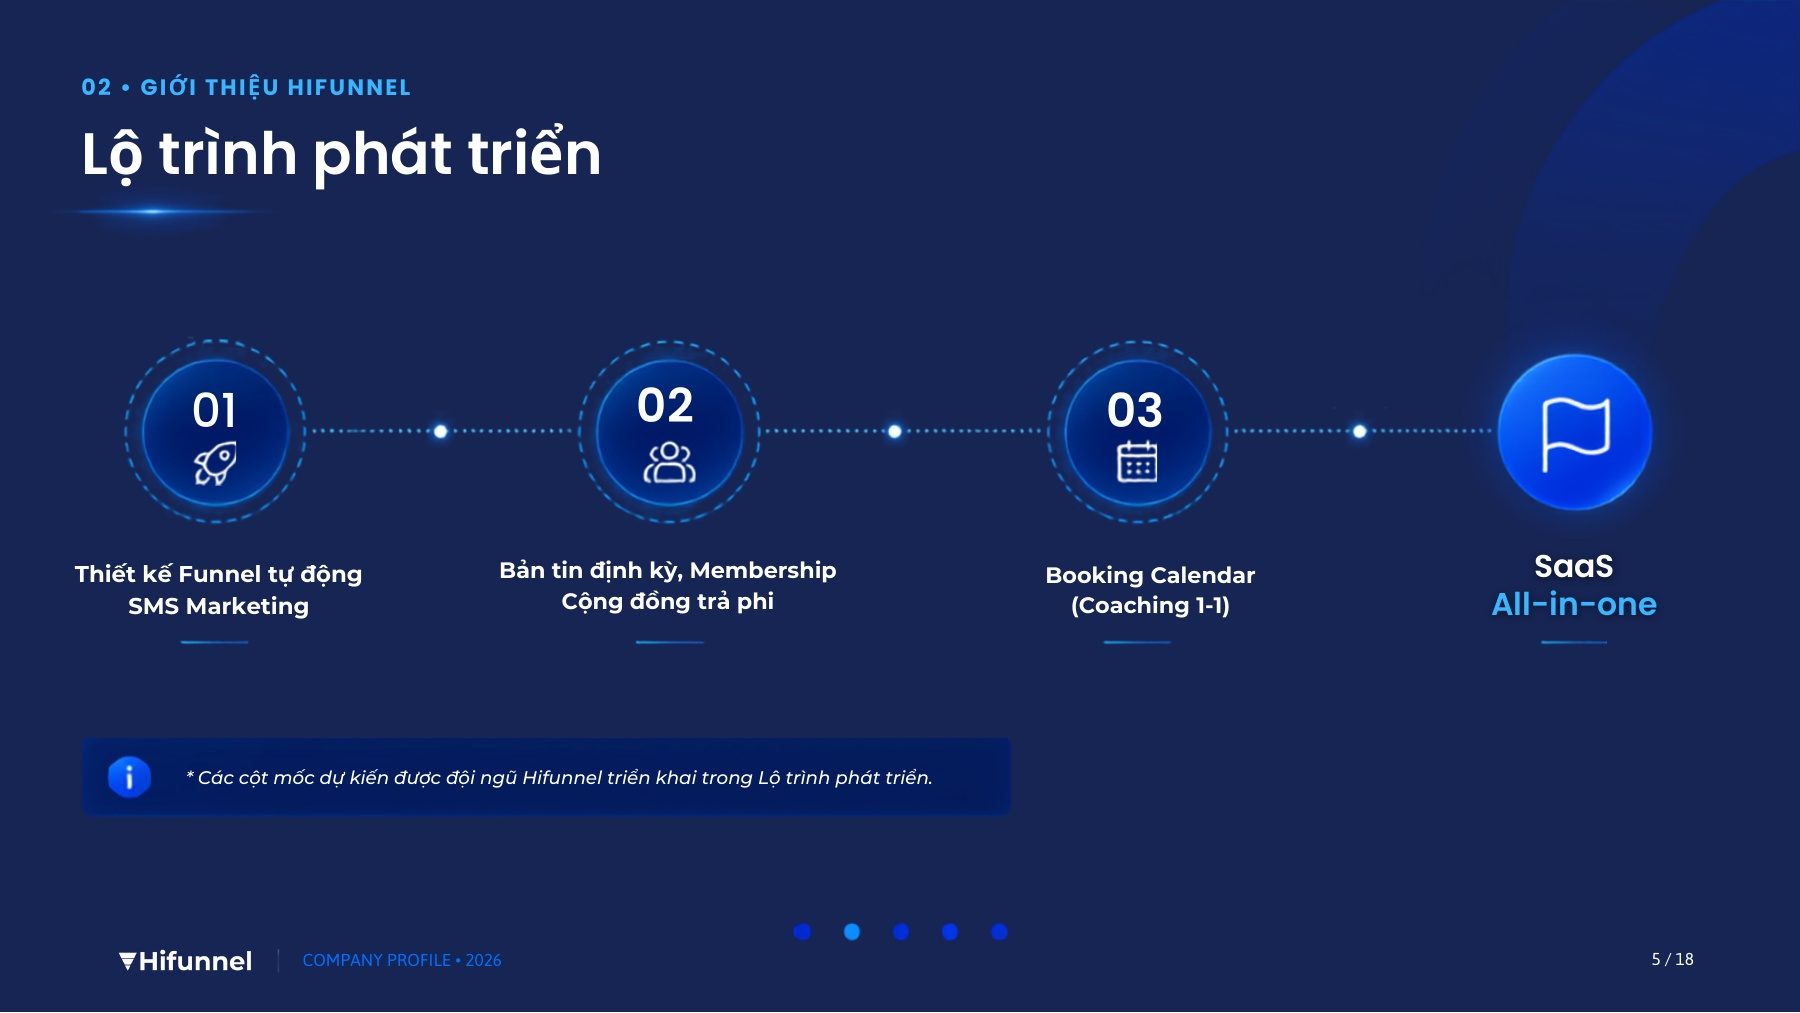 02 • GIỚI THIỆU HIFUNNEL
Lộ trình phát triển
01
02
03
Thiết kế Funnel tự động
SMS Marketing
Bản tin định kỳ, Membership
Cộng đồng trả phí
Booking Calendar
(Coaching 1-1)
SaaS
All-in-one
* Các cột mốc dự kiến được đội ngũ Hifunnel triển khai trong Lộ trình phát triển.
Hifunnel
COMPANY PROFILE • 2026
5 / 18